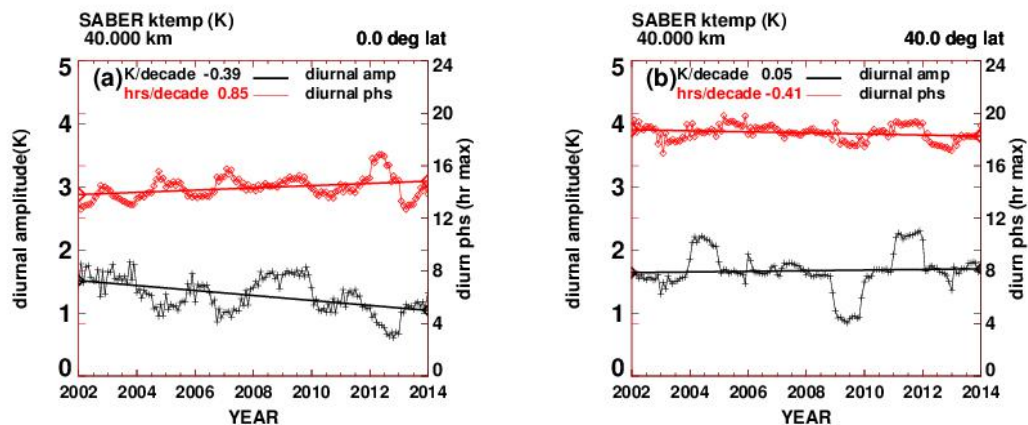 SABER ktemp (K)
40.000 km 0.0 deg lat
(a) K/decade -0.39 diurnal amp
hrs/decade 0.85 diurnal phs
5
4
3
2
1
0
diurnal amplitude(K)
24
20
16
12
8
4
0
diurn phs (hr max)
2002 2004 2006 2008 2010 2012 2014
YEAR
SABER ktemp (K)
40.000 km 40.0 deg lat
(b) K/decade 0.05 diurnal amp
hrs/decade -0.41 diurnal phs
5
4
3
2
1
0
diurnal amplitude(K)
24
20
16
12
8
4
0
diurn phs (hr max)
2002 2004 2006 2008 2010 2012 2014
YEAR